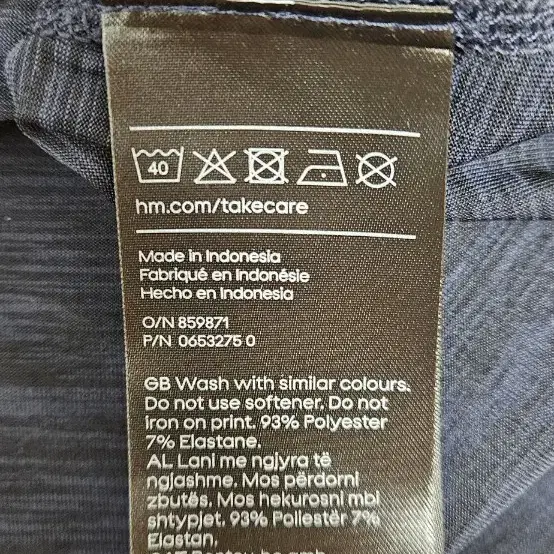 40
hm.com/takecare
Made in Indonesia
Fabriqué en Indonésie
Hecho en Indonesia
O/N 859871
P/N 0653275 0
GB Wash with similar colours.
Do not use softener. Do not
iron on print. 93% Polyester
7% Elastane.
AL Lani me ngjyra të
ngjashme. Mos përdorni
zbutës. Mos hekurosni mbi
shtypjet. 93% Poliestër 7%
Elastan.